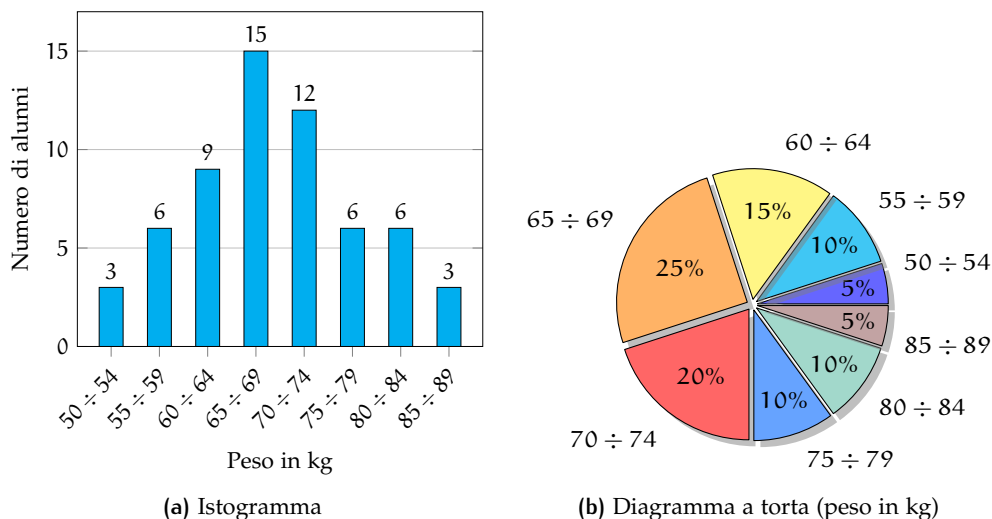 Numero di alunni
15
10
5
0
3
6
9
15
12
6
6
3
50 ÷ 54
55 ÷ 59
60 ÷ 64
65 ÷ 69
70 ÷ 74
75 ÷ 79
80 ÷ 84
85 ÷ 89
Peso in kg
(a) Istogramma
60 ÷ 64
55 ÷ 59
65 ÷ 69
50 ÷ 54
85 ÷ 89
80 ÷ 84
70 ÷ 74
75 ÷ 79
15%
10%
25%
5%
5%
10%
20%
10%
(b) Diagramma a torta (peso in kg)